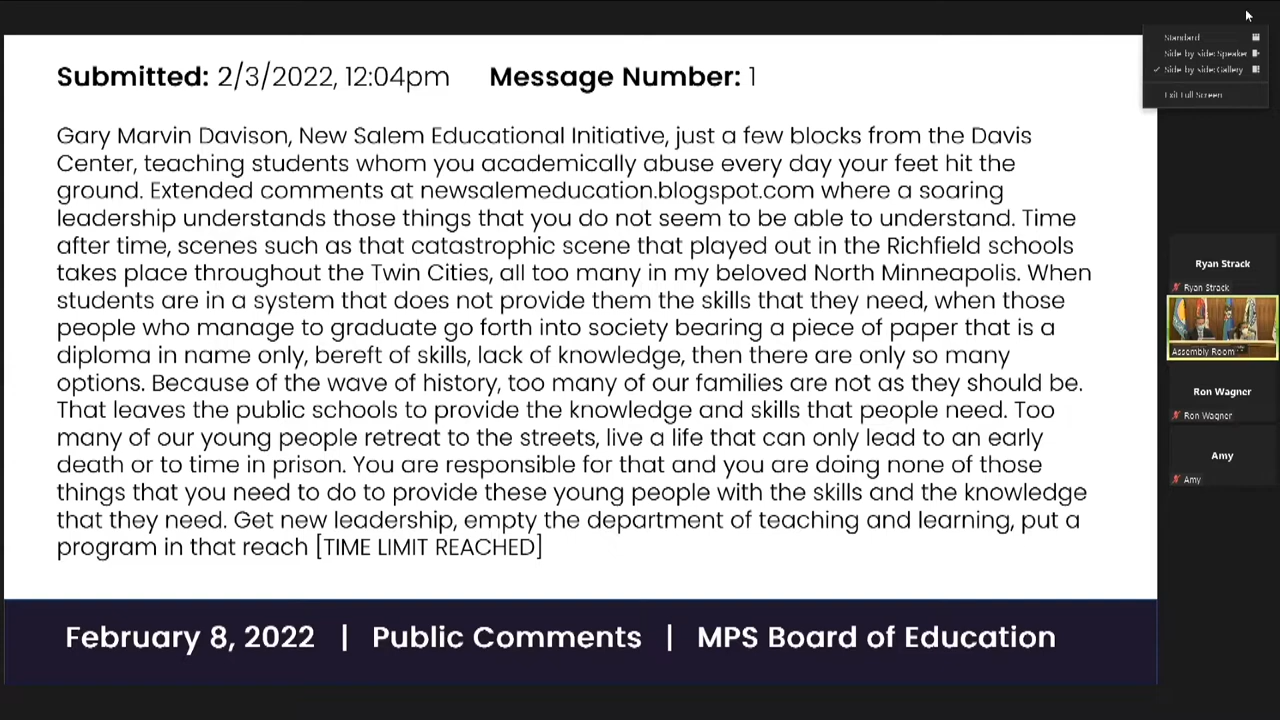 Submitted: 2/3/2022, 12:04pm Message Number: 1
Gary Marvin Davison, New Salem Educational Initiative, just a few blocks from the Davis
Center, teaching students whom you academically abuse every day your feet hit the
ground. Extended comments at newsalemeducation.blogspot.com where a soaring
leadership understands those things that you do not seem to be able to understand. Time
after time, scenes such as that catastrophic scene that played out in the Richfield schools
takes place throughout the Twin Cities, all too many in my beloved North Minneapolis. When
students are in a system that does not provide them the skills that they need, when those
people who manage to graduate go forth into society bearing a piece of paper that is a
diploma in name only, bereft of skills, lack of knowledge, then there are only so many
options. Because of the wave of history, too many of our families are not as they should be.
That leaves the public schools to provide the knowledge and skills that people need. Too
many of our young people retreat to the streets, live a life that can only lead to an early
death or to time in prison. You are responsible for that and you are doing none of those
things that you need to do to provide these young people with the skills and the knowledge
that they need. Get new leadership, empty the department of teaching and learning, put a
program in that reach [TIME LIMIT REACHED]
February 8, 2022 | Public Comments | MPS Board of Education
Standard
Side by side: Speaker
Side by side: Gallery
Exit Full Screen
Ryan Strack
Ryan Strack
Assembly Room
Ron Wagner
Ron Wagner
Amy
Amy